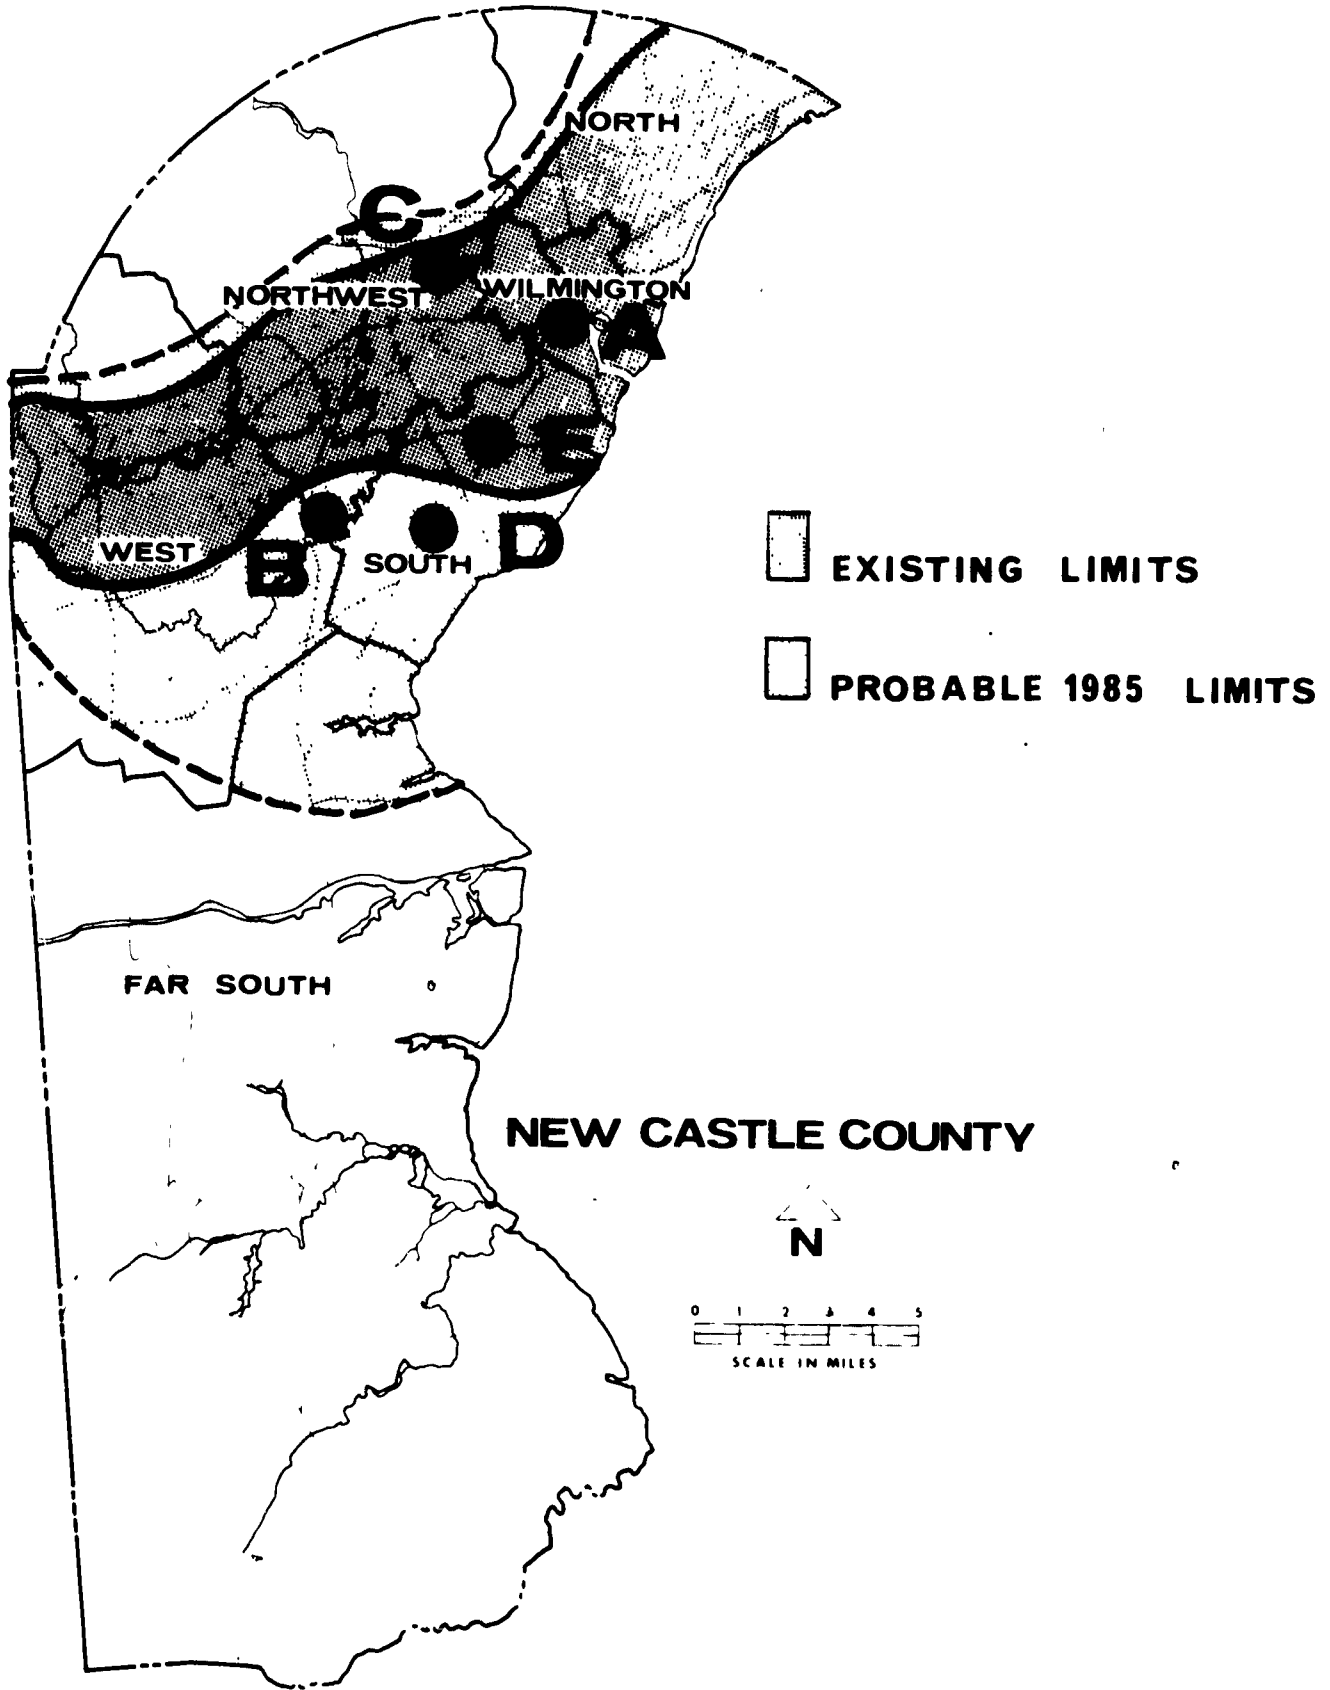 NORTH
C
NORTHWEST
WILMINGTON
A
E
WEST
B
SOUTH
D
EXISTING LIMITS
PROBABLE 1985 LIMITS
FAR SOUTH
NEW CASTLE COUNTY
N
0 1 2 3 4 5
SCALE IN MILES